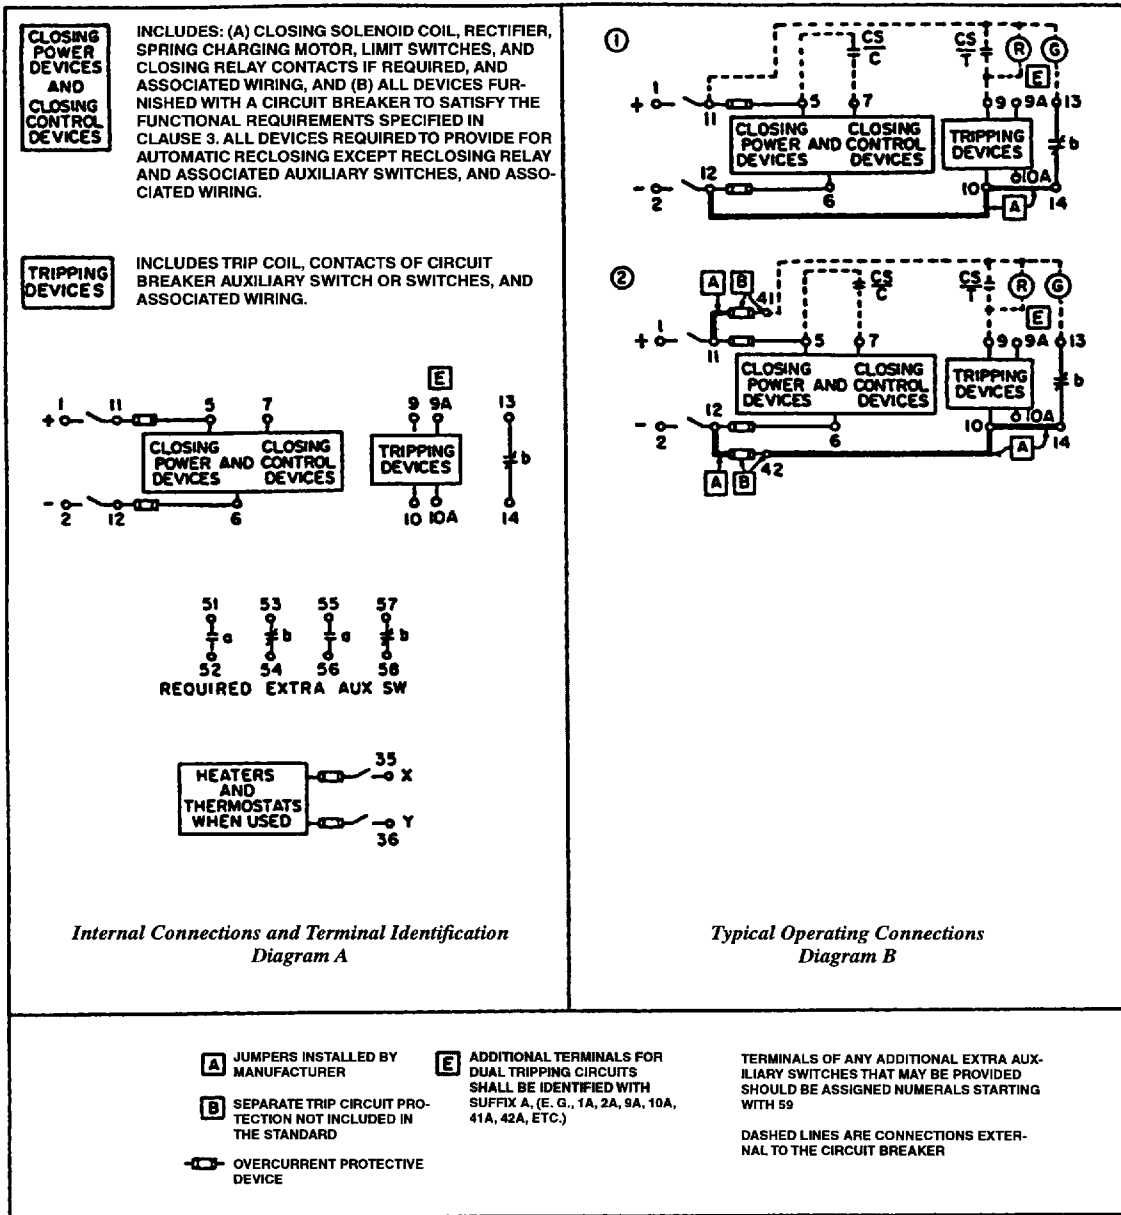 CLOSING
POWER
DEVICES
AND
CLOSING
CONTROL
DEVICES
INCLUDES: (A) CLOSING SOLENOID COIL, RECTIFIER,
SPRING CHARGING MOTOR, LIMIT SWITCHES, AND
CLOSING RELAY CONTACTS IF REQUIRED, AND
ASSOCIATED WIRING, AND (B) ALL DEVICES FUR-
NISHED WITH A CIRCUIT BREAKER TO SATISFY THE
FUNCTIONAL REQUIREMENTS SPECIFIED IN
CLAUSE 3. ALL DEVICES REQUIRED TO PROVIDE FOR
AUTOMATIC RECLOSING EXCEPT RECLOSING RELAY
AND ASSOCIATED AUXILIARY SWITCHES, AND ASSO-
CIATED WIRING.
TRIPPING
DEVICES
INCLUDES TRIP COIL, CONTACTS OF CIRCUIT
BREAKER AUXILIARY SWITCH OR SWITCHES, AND
ASSOCIATED WIRING.
E
1 11 5 7 9 9A 13
+
CLOSING CLOSING
POWER AND CONTROL
DEVICES DEVICES
TRIPPING
DEVICES
b
-
2 12 6 10 10A 14
51 53 55 57
a b a b
52 54 56 58
REQUIRED EXTRA AUX SW
HEATERS
AND
THERMOSTATS
WHEN USED
35
X
Y
36
Internal Connections and Terminal Identification
Diagram A
1
CS
C
CS
T
R G
E
1
+
11 5 7 9 9A 13
CLOSING CLOSING
POWER AND CONTROL
DEVICES DEVICES
TRIPPING
DEVICES
b
12
-
2 6 10 10A 14
A
2
A B 41
CS
C
CS
T
R G
E
1
+
11 5 7 9 9A 13
CLOSING CLOSING
POWER AND CONTROL
DEVICES DEVICES
TRIPPING
DEVICES
b
12
-
2 6 10 10A 14
42
A B
A
Typical Operating Connections
Diagram B
A JUMPERS INSTALLED BY
MANUFACTURER
B SEPARATE TRIP CIRCUIT PRO-
TECTION NOT INCLUDED IN
THE STANDARD
OVERCURRENT PROTECTIVE
DEVICE
E ADDITIONAL TERMINALS FOR
DUAL TRIPPING CIRCUITS
SHALL BE IDENTIFIED WITH
SUFFIX A, (E. G., 1A, 2A, 9A, 10A,
41A, 42A, ETC.)
TERMINALS OF ANY ADDITIONAL EXTRA AUX-
ILIARY SWITCHES THAT MAY BE PROVIDED
SHOULD BE ASSIGNED NUMERALS STARTING
WITH 59
DASHED LINES ARE CONNECTIONS EXTER-
NAL TO THE CIRCUIT BREAKER